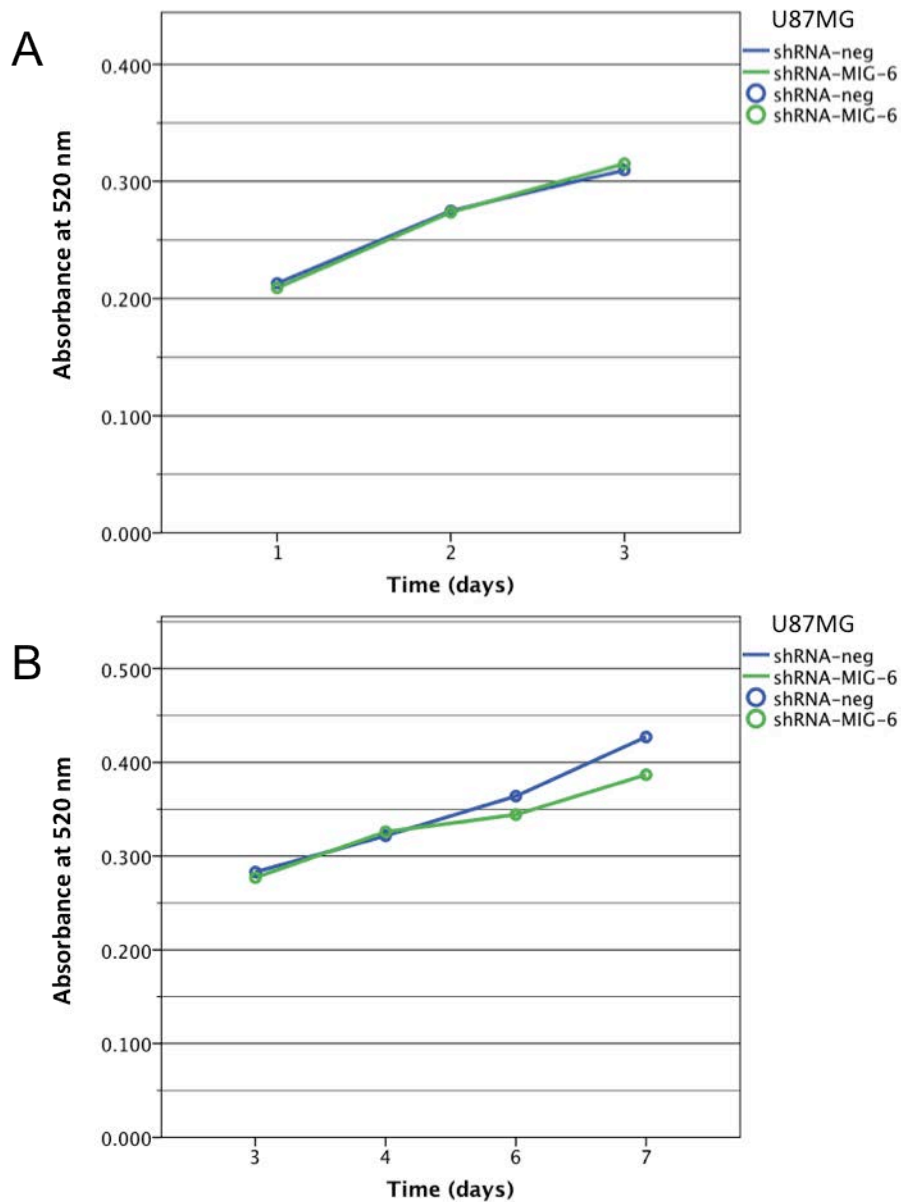 A
U87MG
shRNA-neg
shRNA-MIG-6
shRNA-neg
shRNA-MIG-6
Absorbance at 520 nm
0.400
0.300
0.200
0.100
0.000
1 2 3
Time (days)
B
U87MG
shRNA-neg
shRNA-MIG-6
shRNA-neg
shRNA-MIG-6
Absorbance at 520 nm
0.500
0.400
0.300
0.200
0.100
0.000
3 4 6 7
Time (days)